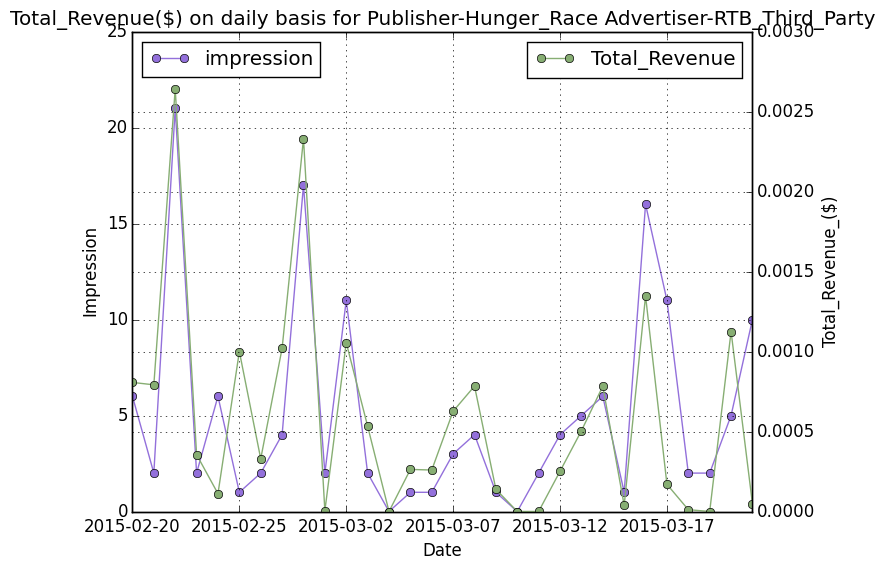 Total_Revenue($) on daily basis for Publisher-Hunger_Race Advertiser-RTB_Third_Party
impression
Total_Revenue
25
20
15
10
5
0
Impression
0.0030
0.0025
0.0020
0.0015
0.0010
0.0005
0.0000
Total_Revenue_($)
2015-02-20 2015-02-25 2015-03-02 2015-03-07 2015-03-12 2015-03-17
Date